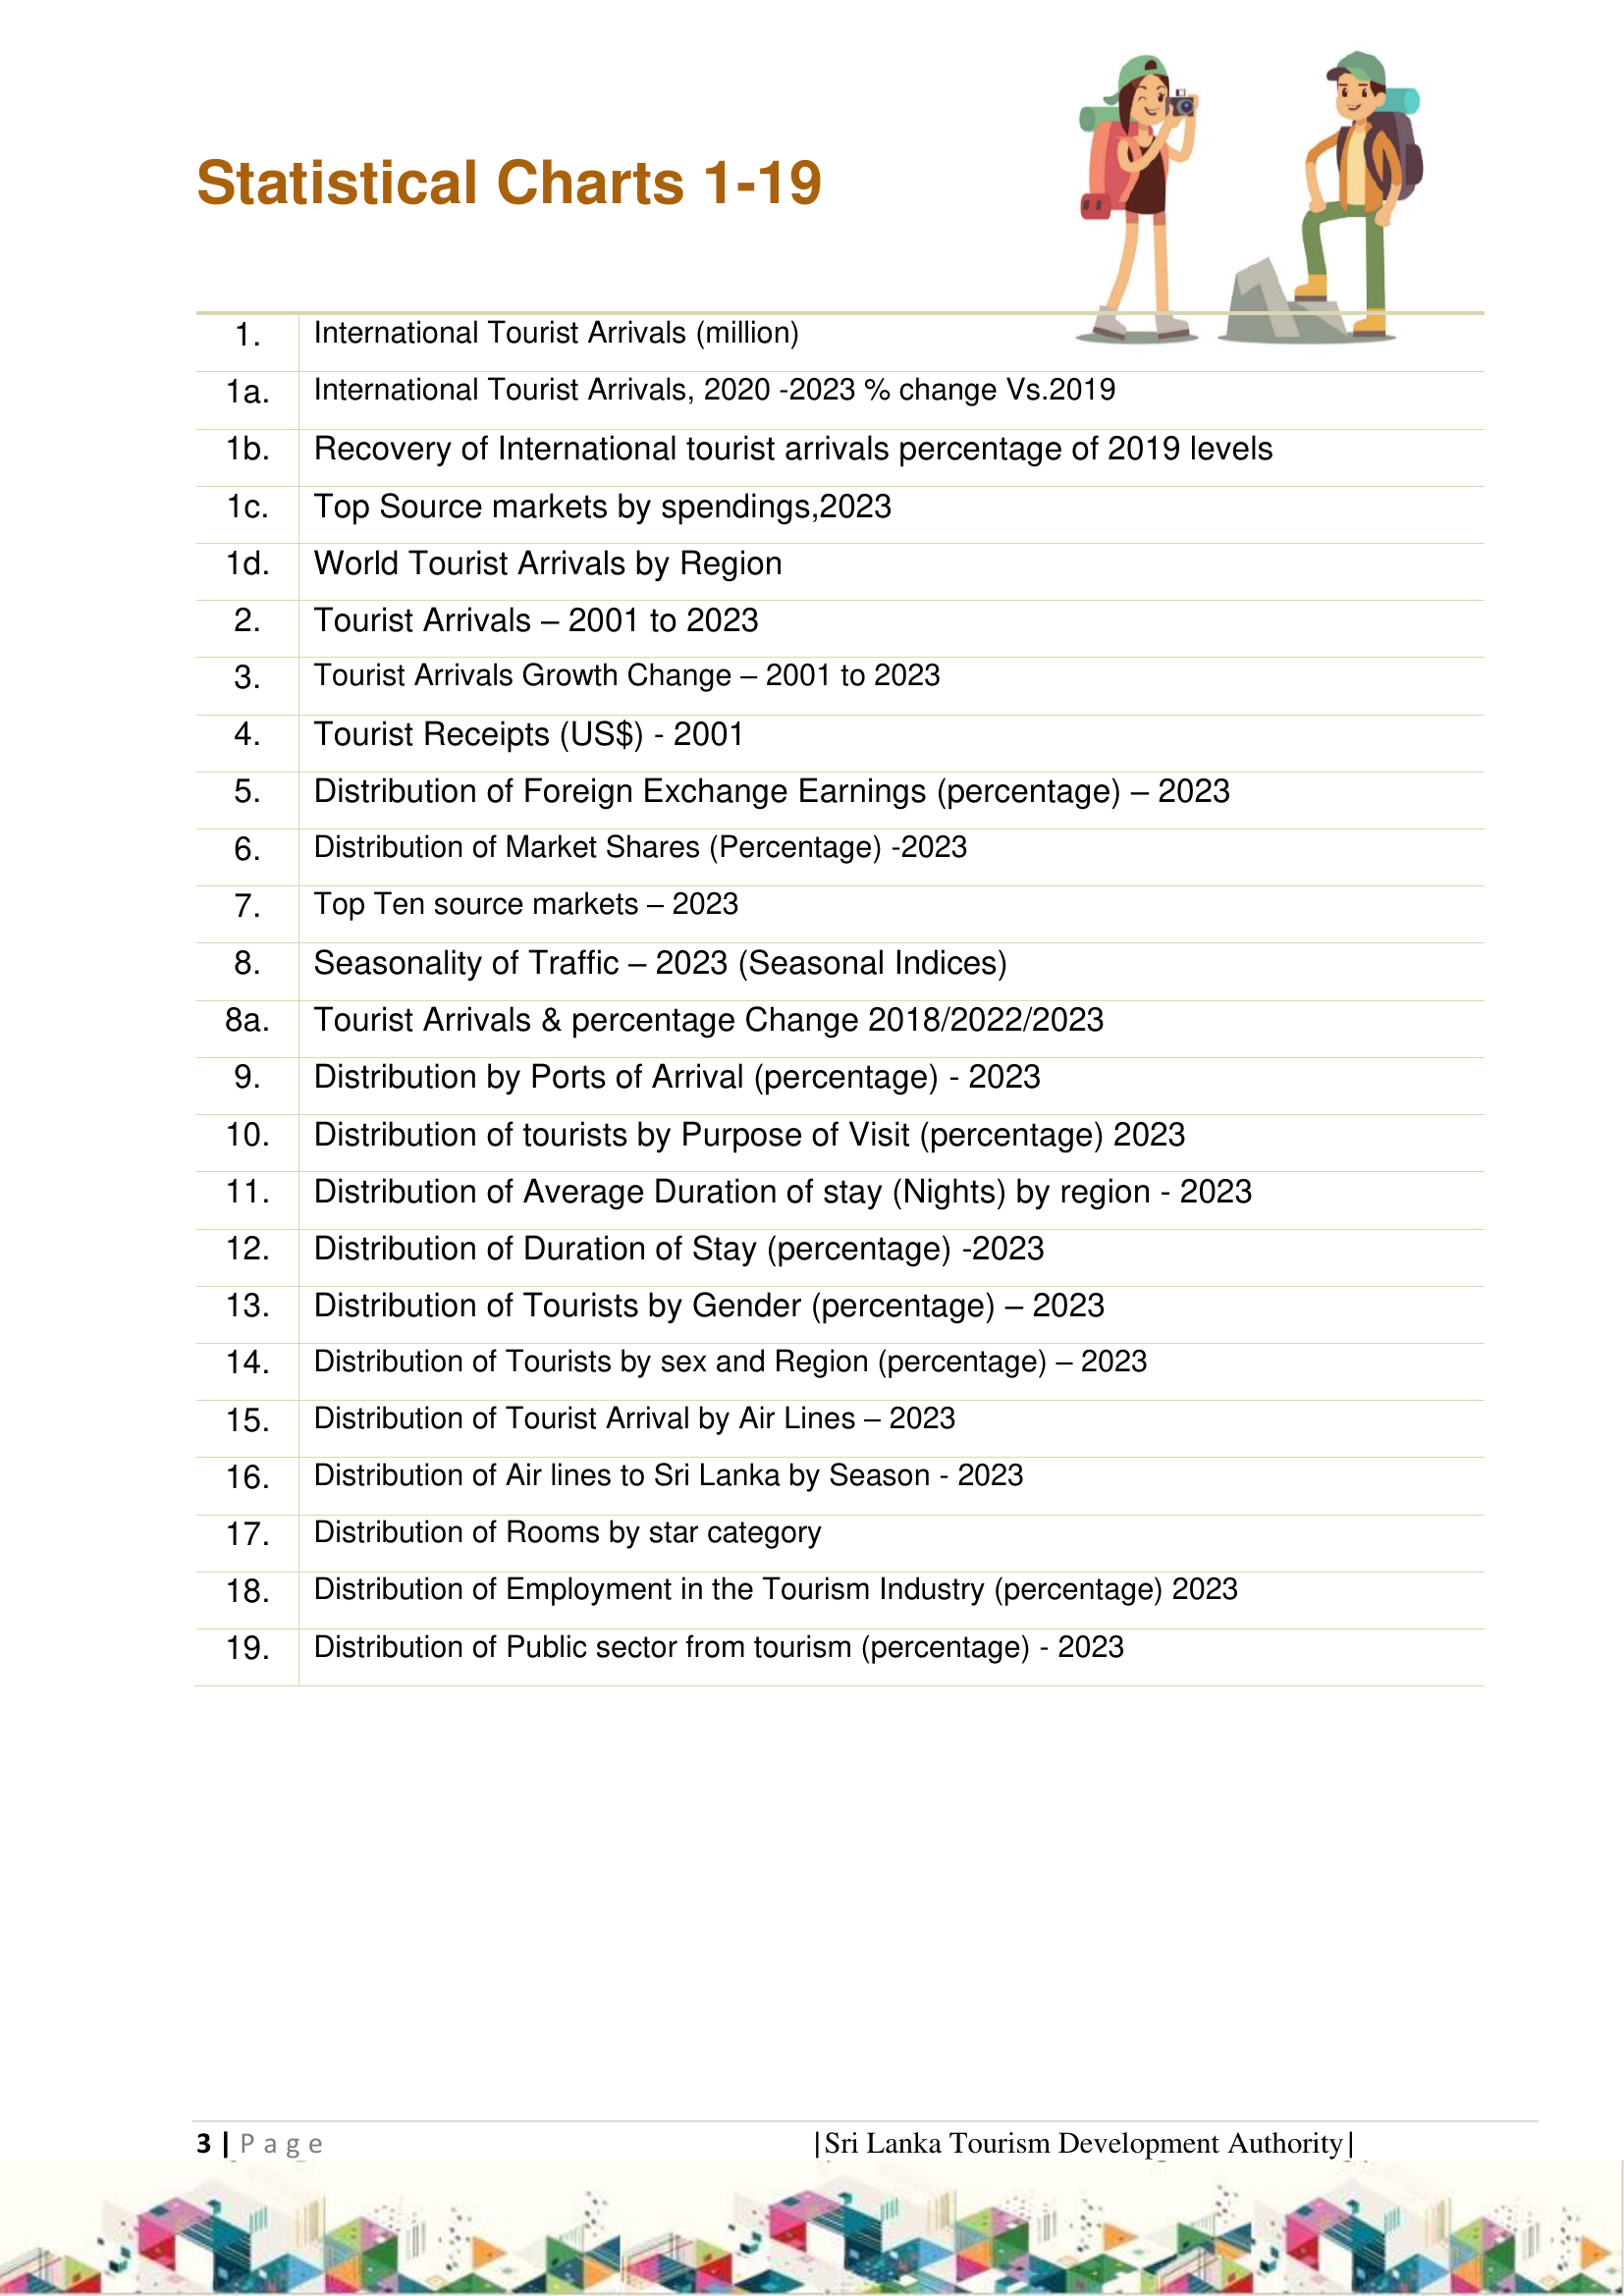 Statistical Charts 1-19
1. International Tourist Arrivals (million)
1a. International Tourist Arrivals, 2020 -2023 % change Vs.2019
1b. Recovery of International tourist arrivals percentage of 2019 levels
1c. Top Source markets by spendings,2023
1d. World Tourist Arrivals by Region
2. Tourist Arrivals – 2001 to 2023
3. Tourist Arrivals Growth Change – 2001 to 2023
4. Tourist Receipts (US$) - 2001
5. Distribution of Foreign Exchange Earnings (percentage) – 2023
6. Distribution of Market Shares (Percentage) -2023
7. Top Ten source markets – 2023
8. Seasonality of Traffic – 2023 (Seasonal Indices)
8a. Tourist Arrivals & percentage Change 2018/2022/2023
9. Distribution by Ports of Arrival (percentage) - 2023
10. Distribution of tourists by Purpose of Visit (percentage) 2023
11. Distribution of Average Duration of stay (Nights) by region - 2023
12. Distribution of Duration of Stay (percentage) -2023
13. Distribution of Tourists by Gender (percentage) – 2023
14. Distribution of Tourists by sex and Region (percentage) – 2023
15. Distribution of Tourist Arrival by Air Lines – 2023
16. Distribution of Air lines to Sri Lanka by Season - 2023
17. Distribution of Rooms by star category
18. Distribution of Employment in the Tourism Industry (percentage) 2023
19. Distribution of Public sector from tourism (percentage) - 2023
3 | Page |Sri Lanka Tourism Development Authority|